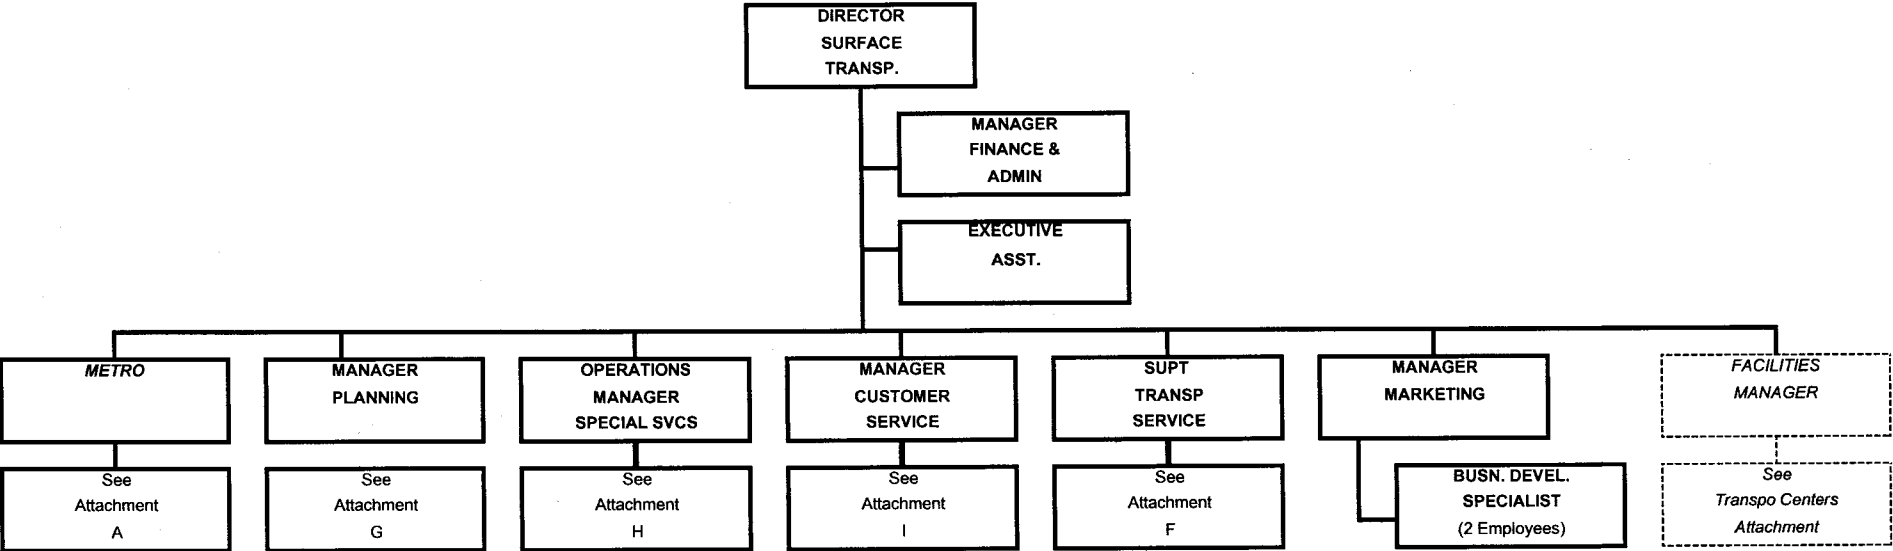 DIRECTOR
SURFACE
TRANSP.
MANAGER
FINANCE &
ADMIN
EXECUTIVE
ASST.
METRO
MANAGER
PLANNING
OPERATIONS
MANAGER
SPECIAL SVCS
MANAGER
CUSTOMER
SERVICE
SUPT
TRANSP
SERVICE
MANAGER
MARKETING
FACILITIES
MANAGER
See
Attachment
A
See
Attachment
G
See
Attachment
H
See
Attachment
I
See
Attachment
F
BUSN. DEVEL.
SPECIALIST
(2 Employees)
See
Transpo Centers
Attachment